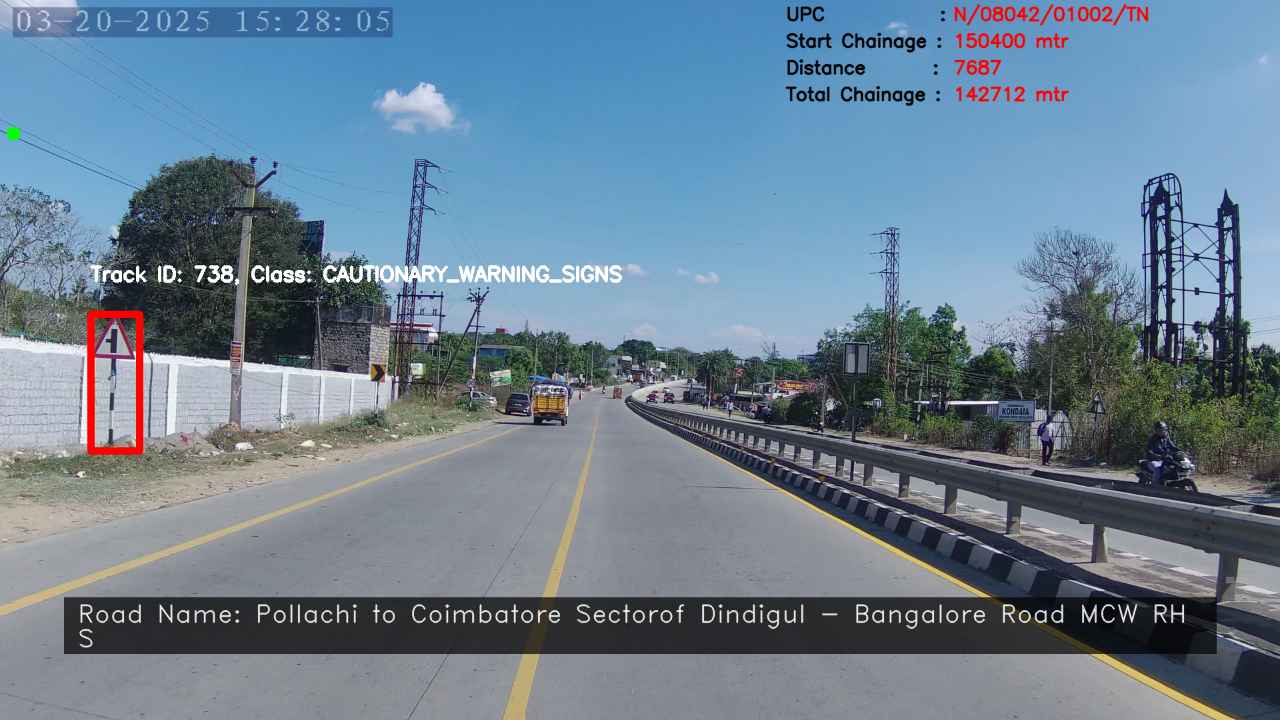 03-20-2025 15:28:05
UPC : N/08042/01002/TN
Start Chainage : 150400 mtr
Distance : 7687
Total Chainage : 142712 mtr
Track ID: 738, Class: CAUTIONARY_WARNING_SIGNS
Road Name: Pollachi to Coimbatore Sectorof Dindigul - Bangalore Road MCW RH
S